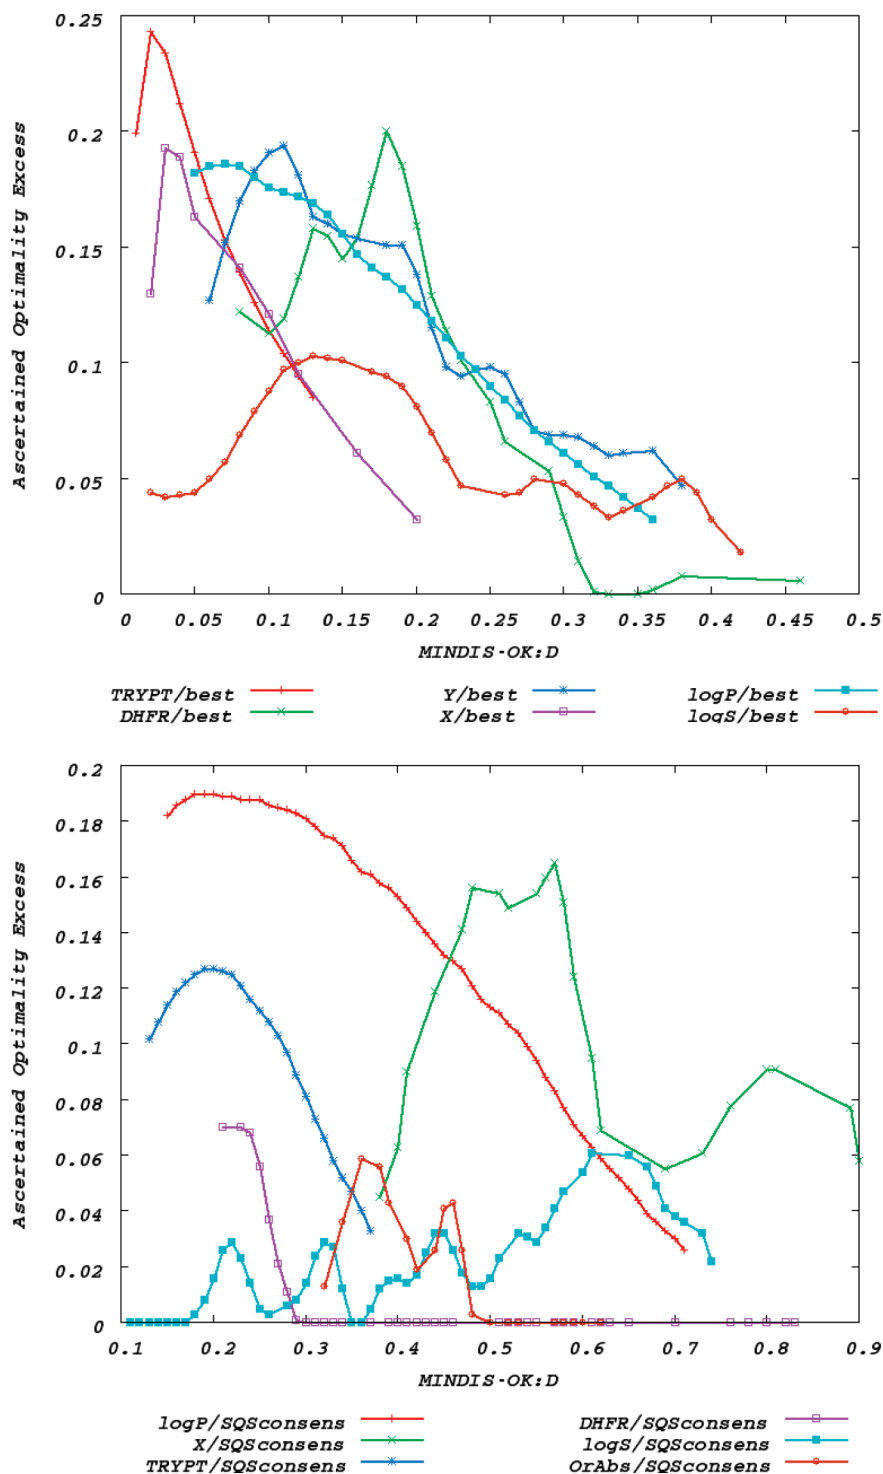 0.25
0.2
0.15
0.1
0.05
0
Ascertained Optimality Excess
0 0.05 0.1 0.15 0.2 0.25 0.3 0.35 0.4 0.45 0.5
MINDIS-OK:D
TRYPT/best Y/best logP/best
DHFR/best X/best logS/best
0.2
0.18
0.16
0.14
0.12
0.1
0.08
0.06
0.04
0.02
0
Ascertained Optimality Excess
0.1 0.2 0.3 0.4 0.5 0.6 0.7 0.8 0.9
MINDIS-OK:D
logP/SQSconsens DHFR/SQSconsens
X/SQSconsens logS/SQSconsens
TRYPT/SQSconsens OrAbs/SQSconsens